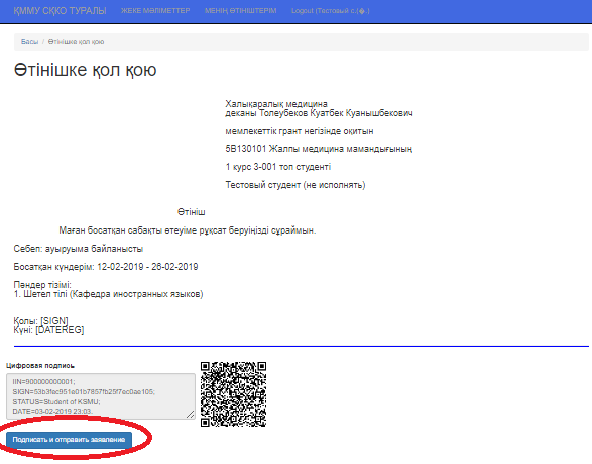 ҚММУ СҚКО ТУРАЛЫ ЖЕКЕ МӘЛІМЕТТЕР МЕНІҢ ӨТІНІШТЕРІМ Logout (Тестовый с.(�.)
Басы / Өтінішке қол қою
Өтінішке қол қою
Халықаралық медицина
деканы Толеубеков Куатбек Куанышбекович
мемлекеттік грант негізінде оқитын
5В130101 Жалпы медицина мамандығының
1 курс 3-001 топ студенті
Тестовый студент (не исполнять)
Өтініш
Маған босатқан сабақты өтеуіме рұқсат беруіңізді сұраймын.
Себеп: ауыруыма байланысты
Босатқан күндерім: 12-02-2019 - 26-02-2019
Пәндер тізімі:
1. Шетел тілі (Кафедра иностранных языков)
Қолы: [SIGN]
Күні: [DATEREG]
Цифровая подпись
IIN=90000000D001;
SIGN=53b3fec951e01b7857fb25f7ec0ae105;
STATUS=Student of KSMU;
DATE=03-02-2019 23:03.
Подписать и отправить заявление